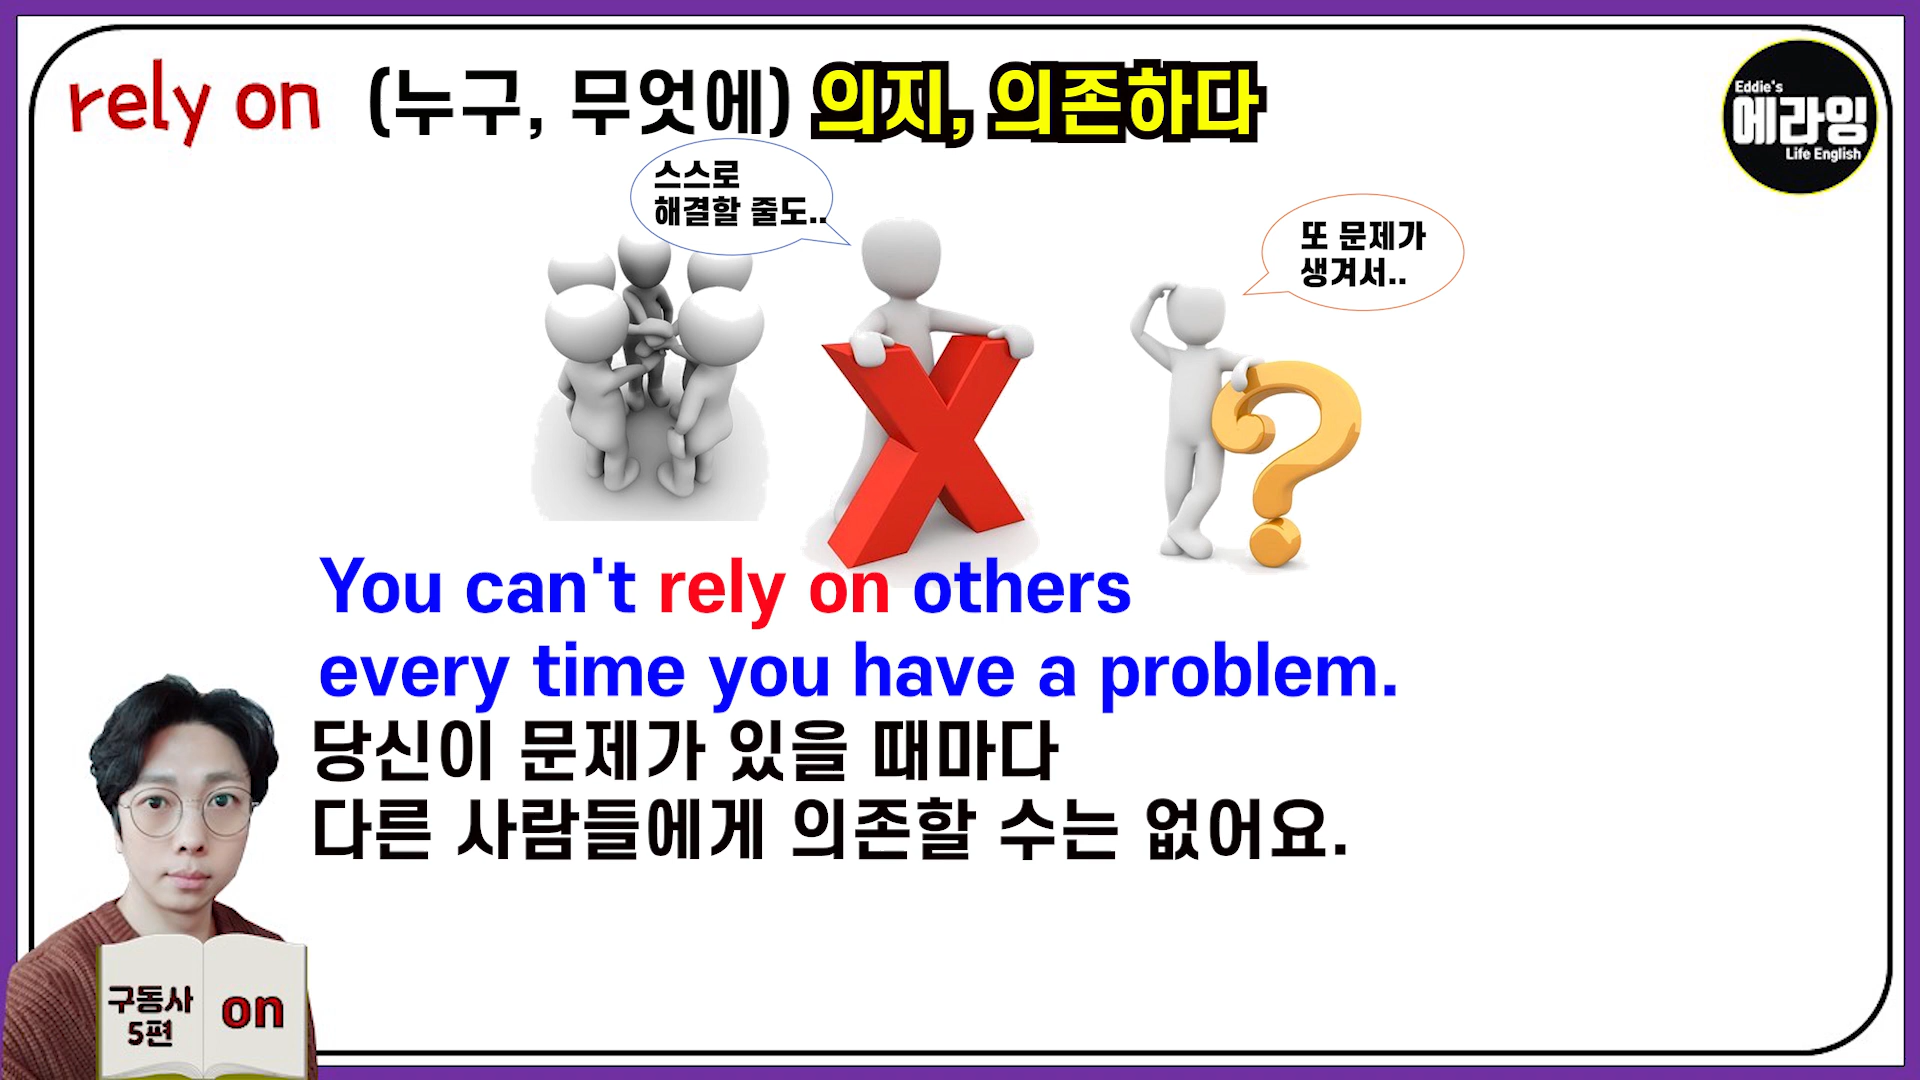 rely on (누구, 무엇에) 의지, 의존하다
Eddie's
에라잉
Life English
스스로
해결할 줄도..
또 문제가
생겨서..
You can't rely on others
every time you have a problem.
당신이 문제가 있을 때마다
다른 사람들에게 의존할 수는 없어요.
구동사
5편
on